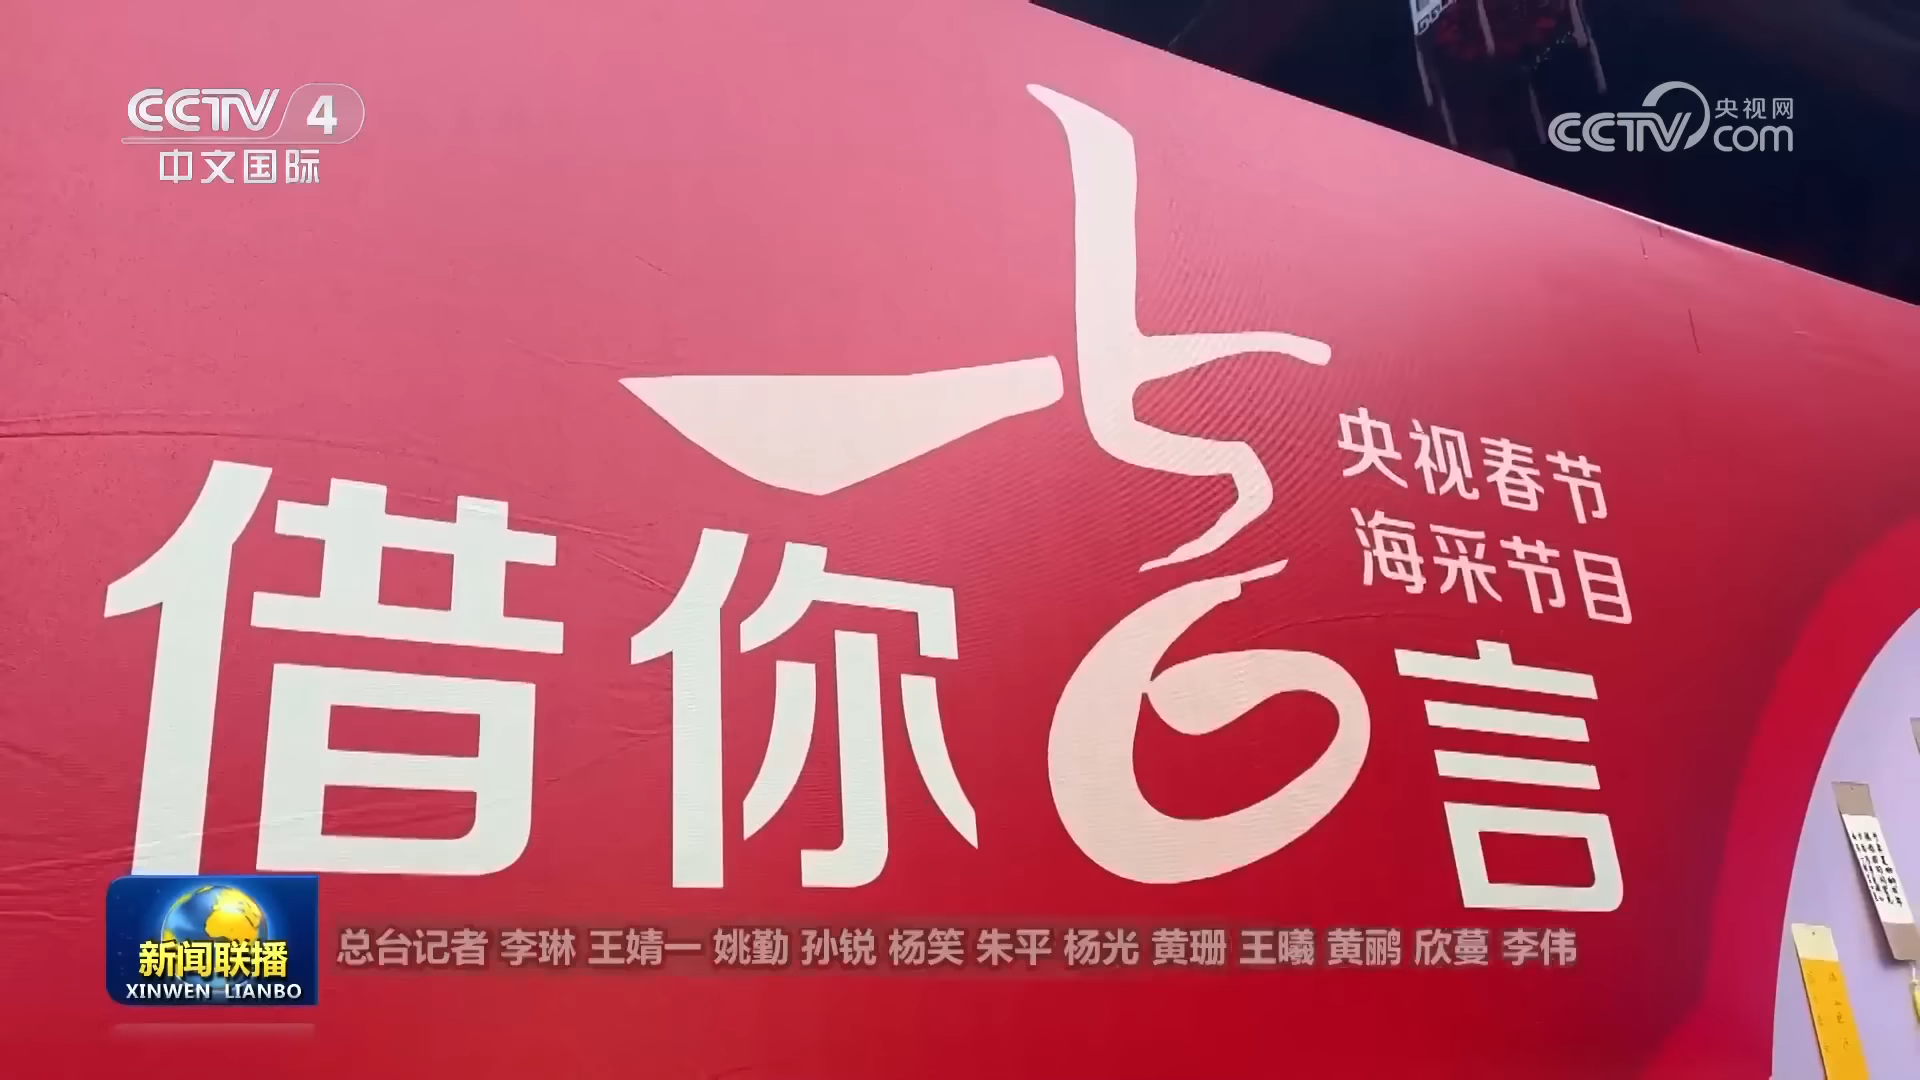 CCTV 4
中文国际
央视网
CCTV.com
借你吉言
央视春节
海采节目
新闻联播
XINWEN LIANBO
总台记者 李琳 王婧一 姚勤 孙锐 杨笑 朱平 杨光 黄珊 王曦 黄鹂 欣蔓 李伟